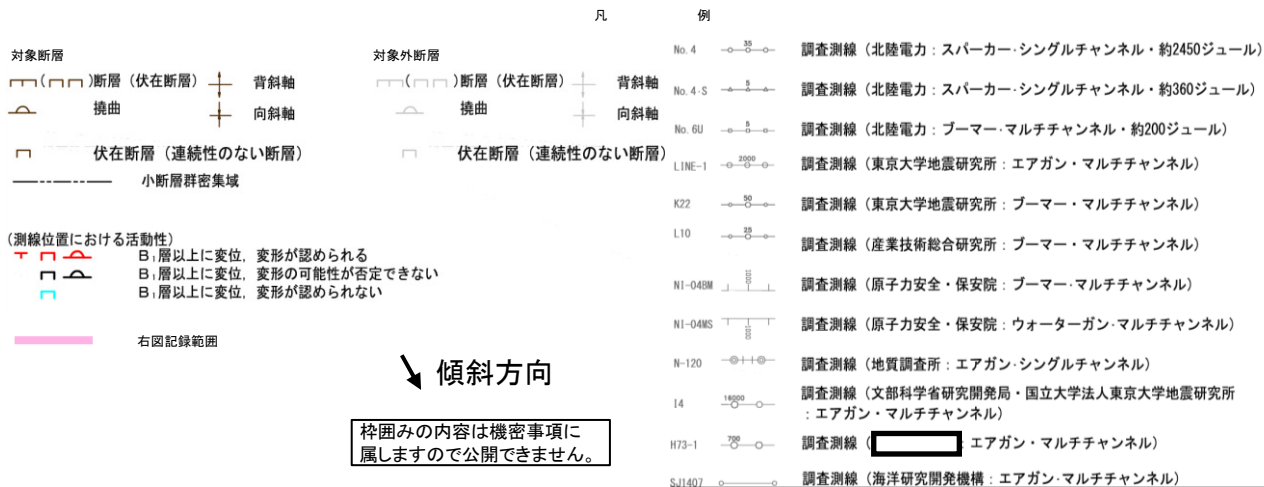 凡 例
対象断層
断層（伏在断層） 背斜軸
撓曲 向斜軸
伏在断層（連続性のない断層）
小断層群密集域
対象外断層
断層（伏在断層） 背斜軸
撓曲 向斜軸
伏在断層（連続性のない断層）
（測線位置における活動性）
B₁層以上に変位，変形が認められる
B₁層以上に変位，変形の可能性が否定できない
B₁層以上に変位，変形が認められない
右図記録範囲
傾斜方向
枠囲みの内容は機密事項に
属しますので公開できません。
No.4 35 調査測線（北陸電力：スパーカー・シングルチャンネル・約2450ジュール）
No.4-S 5 調査測線（北陸電力：スパーカー・シングルチャンネル・約360ジュール）
No.6U 5 調査測線（北陸電力：ブーマー・マルチチャンネル・約200ジュール）
LINE-1 2000 調査測線（東京大学地震研究所：エアガン・マルチチャンネル）
K22 50 調査測線（東京大学地震研究所：ブーマー・マルチチャンネル）
L10 25 調査測線（産業技術総合研究所：ブーマー・マルチチャンネル）
NI-04BM 1000 調査測線（原子力安全・保安院：ブーマー・マルチチャンネル）
NI-04MS 1000 調査測線（原子力安全・保安院：ウォーターガン・マルチチャンネル）
N-120 調査測線（地質調査所：エアガン・シングルチャンネル）
I4 16000 調査測線（文部科学省研究開発局・国立大学法人東京大学地震研究所
：エアガン・マルチチャンネル）
H73-1 700 調査測線（ ：エアガン・マルチチャンネル）
SJ1407 調査測線（海洋研究開発機構：エアガン・マルチチャンネル）